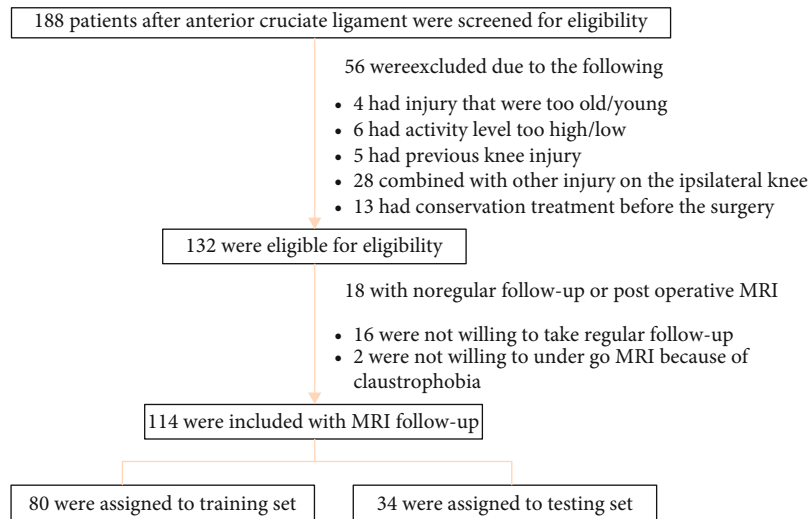 188 patients after anterior cruciate ligament were screened for eligibility
56 wereexcluded due to the following
• 4 had injury that were too old/young
• 6 had activity level too high/low
• 5 had previous knee injury
• 28 combined with other injury on the ipsilateral knee
• 13 had conservation treatment before the surgery
132 were eligible for eligibility
18 with noregular follow-up or post operative MRI
• 16 were not willing to take regular follow-up
• 2 were not willing to under go MRI because of
claustrophobia
114 were included with MRI follow-up
80 were assigned to training set
34 were assigned to testing set